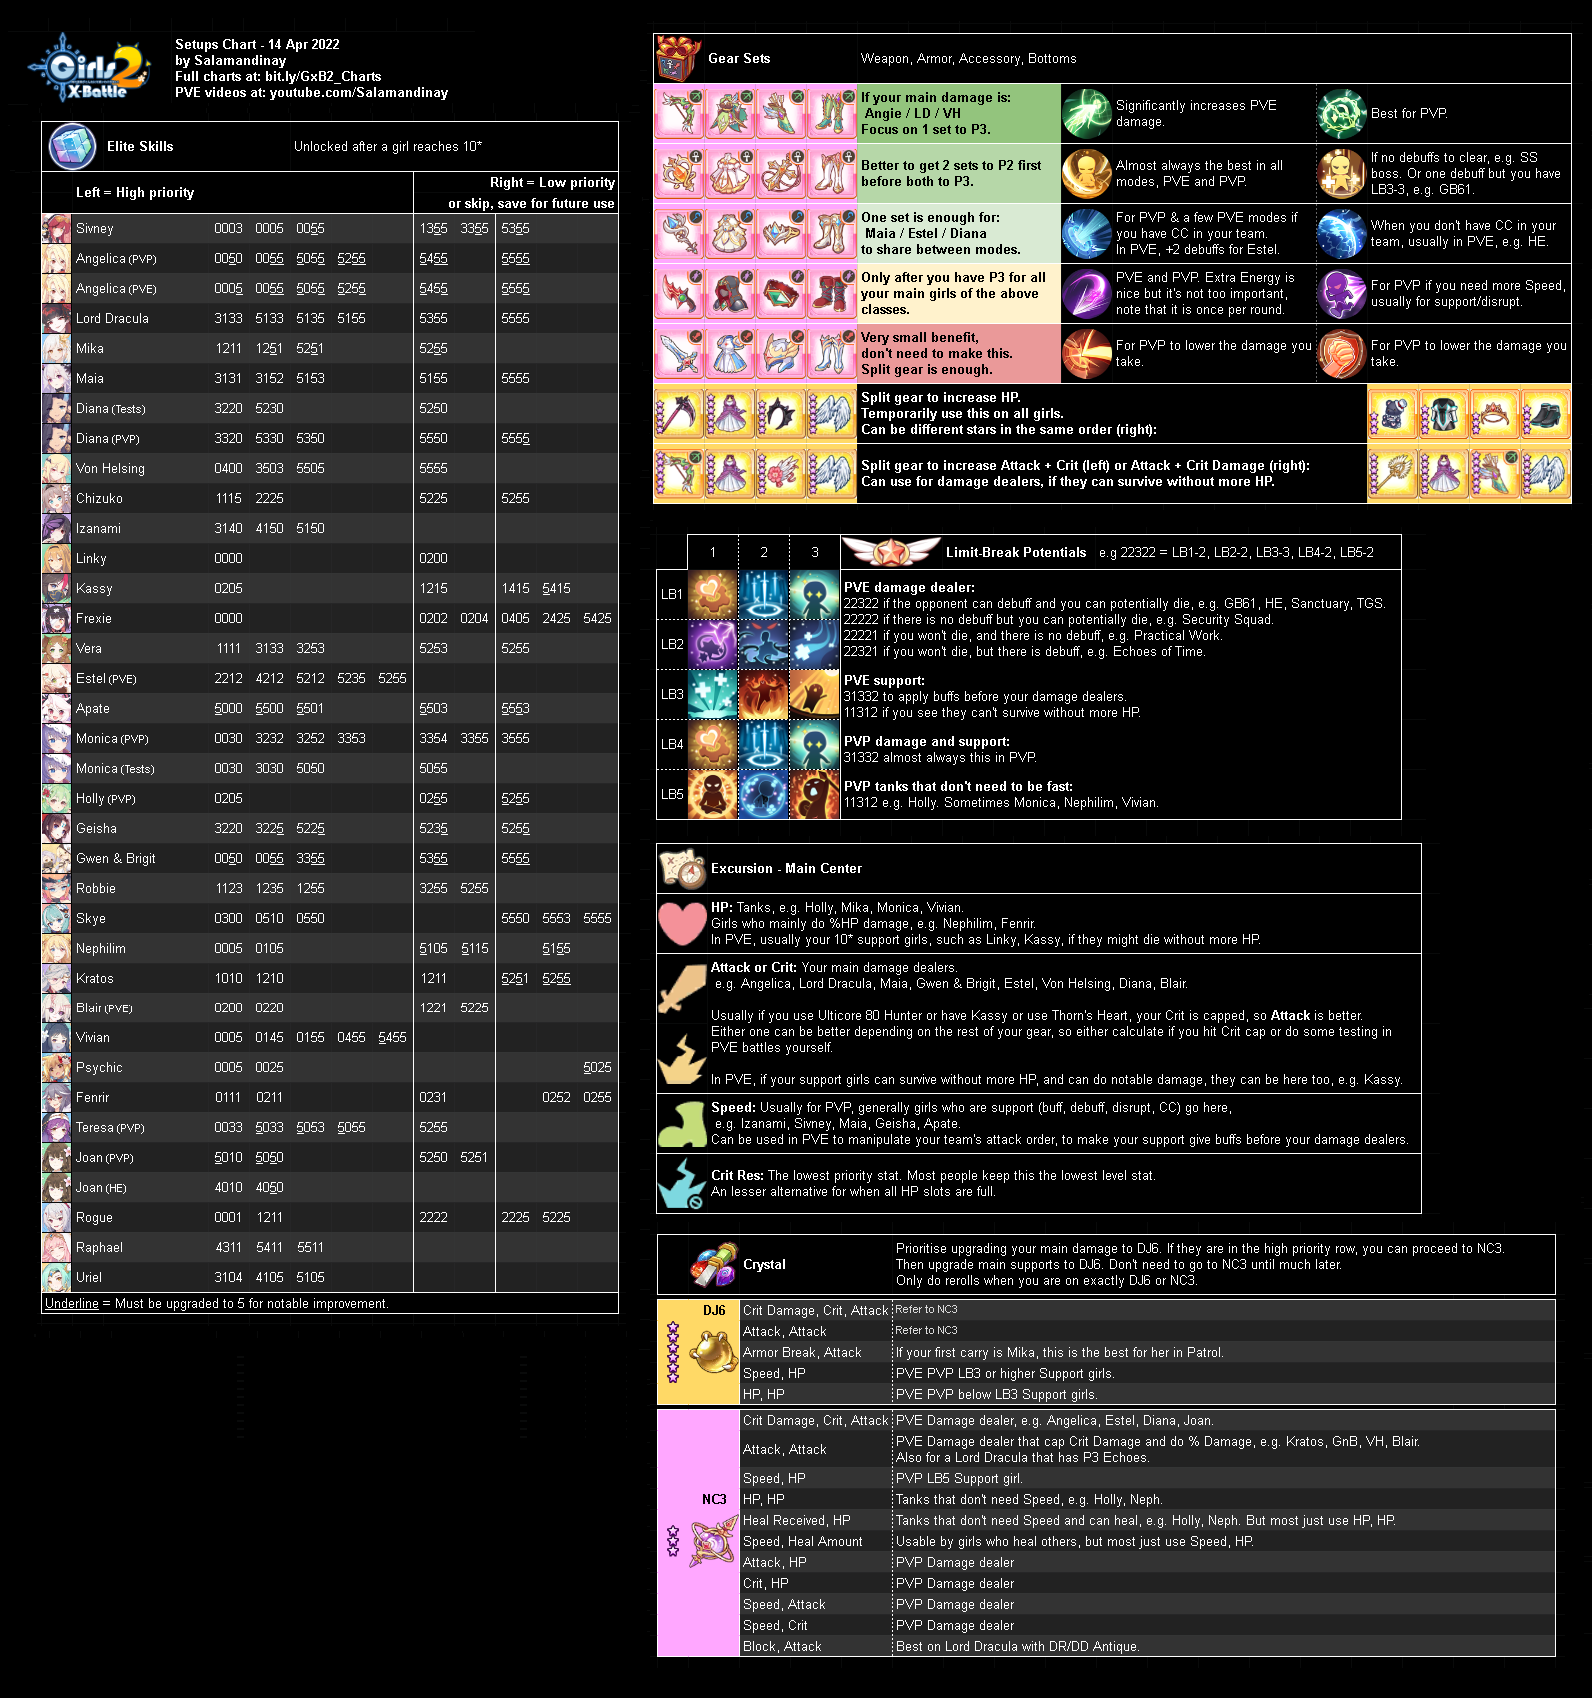 Girls 2
X-Battle
Setups Chart - 14 Apr 2022
by Salamandinay
Full charts at: bit.ly/GxB2_Charts
PVE videos at: youtube.com/Salamandinay
Elite Skills Unlocked after a girl reaches 10*
Left = High priority
Right = Low priority
or skip, save for future use
Sivney 0003 0005 0055 1355 3355 5355
Angelica (PVP) 0050 0055 5055 5255 5455 5555
Angelica (PVE) 0005 0055 5055 5255 5455 5555
Lord Dracula 3133 5133 5135 5155 5355 5555
Mika 1211 1251 5251 5255
Maia 3131 3152 5153 5155 5555
Diana (Tests) 3220 5230 5250
Diana (PVP) 3320 5330 5350 5550 5555
Von Helsing 0400 3503 5505 5555
Chizuko 1115 2225 5225 5255
Izanami 3140 4150 5150
Linky 0000 0200
Kassy 0205 1215 1415 5415
Frexie 0000 0202 0204 0405 2425 5425
Vera 1111 3133 3253 5253 5255
Estel (PVE) 2212 4212 5212 5235 5255
Apate 5000 5500 5501 5503 5553
Monica (PVP) 0030 3232 3252 3353 3354 3355 3555
Monica (Tests) 0030 3030 5050 5055
Holly (PVP) 0205 0255 5255
Geisha 3220 3225 5225 5235 5255
Gwen & Brigit 0050 0055 3355 5355 5555
Robbie 1123 1235 1255 3255 5255
Skye 0300 0510 0550 5550 5553 5555
Nephilim 0005 0105 5105 5115 5155
Kratos 1010 1210 1211 5251 5255
Blair (PVE) 0200 0220 1221 5225
Vivian 0005 0145 0155 0455 5455
Psychic 0005 0025 5025
Fenrir 0111 0211 0231 0252 0255
Teresa (PVP) 0033 5033 5053 5055 5255
Joan (PVP) 5010 5050 5250 5251
Joan (HE) 4010 4050
Rogue 0001 1211 2222 2225 5225
Raphael 4311 5411 5511
Uriel 3104 4105 5105
Underline = Must be upgraded to 5 for notable improvement.
Gear Sets Weapon, Armor, Accessory, Bottoms
If your main damage is:
Angie / LD / VH
Focus on 1 set to P3.
Significantly increases PVE
damage.
Best for PVP.
Better to get 2 sets to P2 first
before both to P3.
Almost always the best in all
modes, PVE and PVP.
If no debuffs to clear, e.g. SS
boss. Or one debuff but you have
LB3-3, e.g. GB61.
One set is enough for:
Maia / Estel / Diana
to share between modes.
For PVP & a few PVE modes if
you have CC in your team.
In PVE, +2 debuffs for Estel.
When you don't have CC in your
team, usually in PVE, e.g. HE.
Only after you have P3 for all
your main girls of the above
classes.
PVE and PVP. Extra Energy is
nice but it's not too important,
note that it is once per round.
For PVP if you need more Speed,
usually for support/disrupt.
Very small benefit,
don't need to make this.
Split gear is enough.
For PVP to lower the damage you
take.
For PVP to lower the damage you
take.
Split gear to increase HP.
Temporarily use this on all girls.
Can be different stars in the same order (right):
Split gear to increase Attack + Crit (left) or Attack + Crit Damage (right):
Can use for damage dealers, if they can survive without more HP.
1 2 3 Limit-Break Potentials e.g 22322 = LB1-2, LB2-2, LB3-3, LB4-2, LB5-2
LB1
LB2
LB3
LB4
LB5
PVE damage dealer:
22322 if the opponent can debuff and you can potentially die, e.g. GB61, HE, Sanctuary, TGS.
22222 if there is no debuff but you can potentially die, e.g. Security Squad.
22221 if you won't die, and there is no debuff, e.g. Practical Work.
22321 if you won't die, but there is debuff, e.g. Echoes of Time.
PVE support:
31332 to apply buffs before your damage dealers.
11312 if you see they can't survive without more HP.
PVP damage and support:
31332 almost always this in PVP.
PVP tanks that don't need to be fast:
11312 e.g. Holly. Sometimes Monica, Nephilim, Vivian.
Excursion - Main Center
HP: Tanks, e.g. Holly, Mika, Monica, Vivian.
Girls who mainly do %HP damage, e.g. Nephilim, Fenrir.
In PVE, usually your 10* support girls, such as Linky, Kassy, if they might die without more HP.
Attack or Crit: Your main damage dealers.
e.g. Angelica, Lord Dracula, Maia, Gwen & Brigit, Estel, Von Helsing, Diana, Blair.
Usually if you use Ulticore 80 Hunter or have Kassy or use Thorn's Heart, your Crit is capped, so Attack is better.
Either one can be better depending on the rest of your gear, so either calculate if you hit Crit cap or do some testing in
PVE battles yourself.
In PVE, if your support girls can survive without more HP, and can do notable damage, they can be here too, e.g. Kassy.
Speed: Usually for PVP, generally girls who are support (buff, debuff, disrupt, CC) go here,
e.g. Izanami, Sivney, Maia, Geisha, Apate.
Can be used in PVE to manipulate your team's attack order, to make your support give buffs before your damage dealers.
Crit Res: The lowest priority stat. Most people keep this the lowest level stat.
An lesser alternative for when all HP slots are full.
Crystal
Prioritise upgrading your main damage to DJ6. If they are in the high priority row, you can proceed to NC3.
Then upgrade main supports to DJ6. Don't need to go to NC3 until much later.
Only do rerolls when you are on exactly DJ6 or NC3.
DJ6
Crit Damage, Crit, Attack Refer to NC3
Attack, Attack Refer to NC3
Armor Break, Attack If your first carry is Mika, this is the best for her in Patrol.
Speed, HP PVE PVP LB3 or higher Support girls.
HP, HP PVE PVP below LB3 Support girls.
NC3
Crit Damage, Crit, Attack PVE Damage dealer, e.g. Angelica, Estel, Diana, Joan.
Attack, Attack PVE Damage dealer that cap Crit Damage and do % Damage, e.g. Kratos, GnB, VH, Blair.
Also for a Lord Dracula that has P3 Echoes.
Speed, HP PVP LB5 Support girl.
HP, HP Tanks that don't need Speed, e.g. Holly, Neph.
Heal Received, HP Tanks that don't need Speed and can heal, e.g. Holly, Neph. But most just use HP, HP.
Speed, Heal Amount Usable by girls who heal others, but most just use Speed, HP.
Attack, HP PVP Damage dealer
Crit, HP PVP Damage dealer
Speed, Attack PVP Damage dealer
Speed, Crit PVP Damage dealer
Block, Attack Best on Lord Dracula with DR/DD Antique.